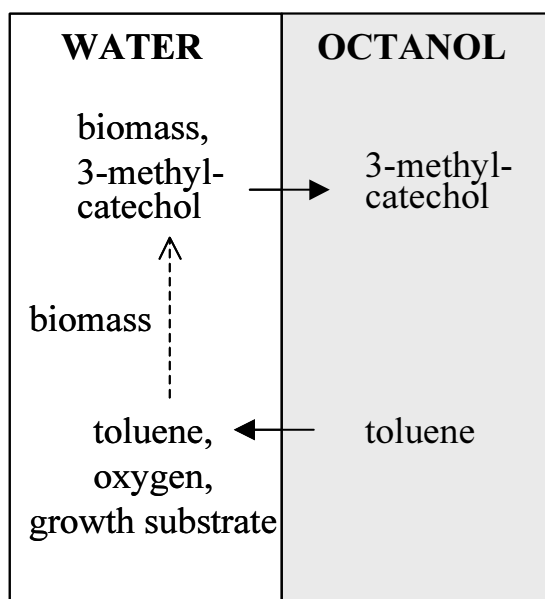 WATER
biomass,
3-methyl-
catechol
biomass
toluene,
oxygen,
growth substrate
OCTANOL
3-methyl-
catechol
toluene